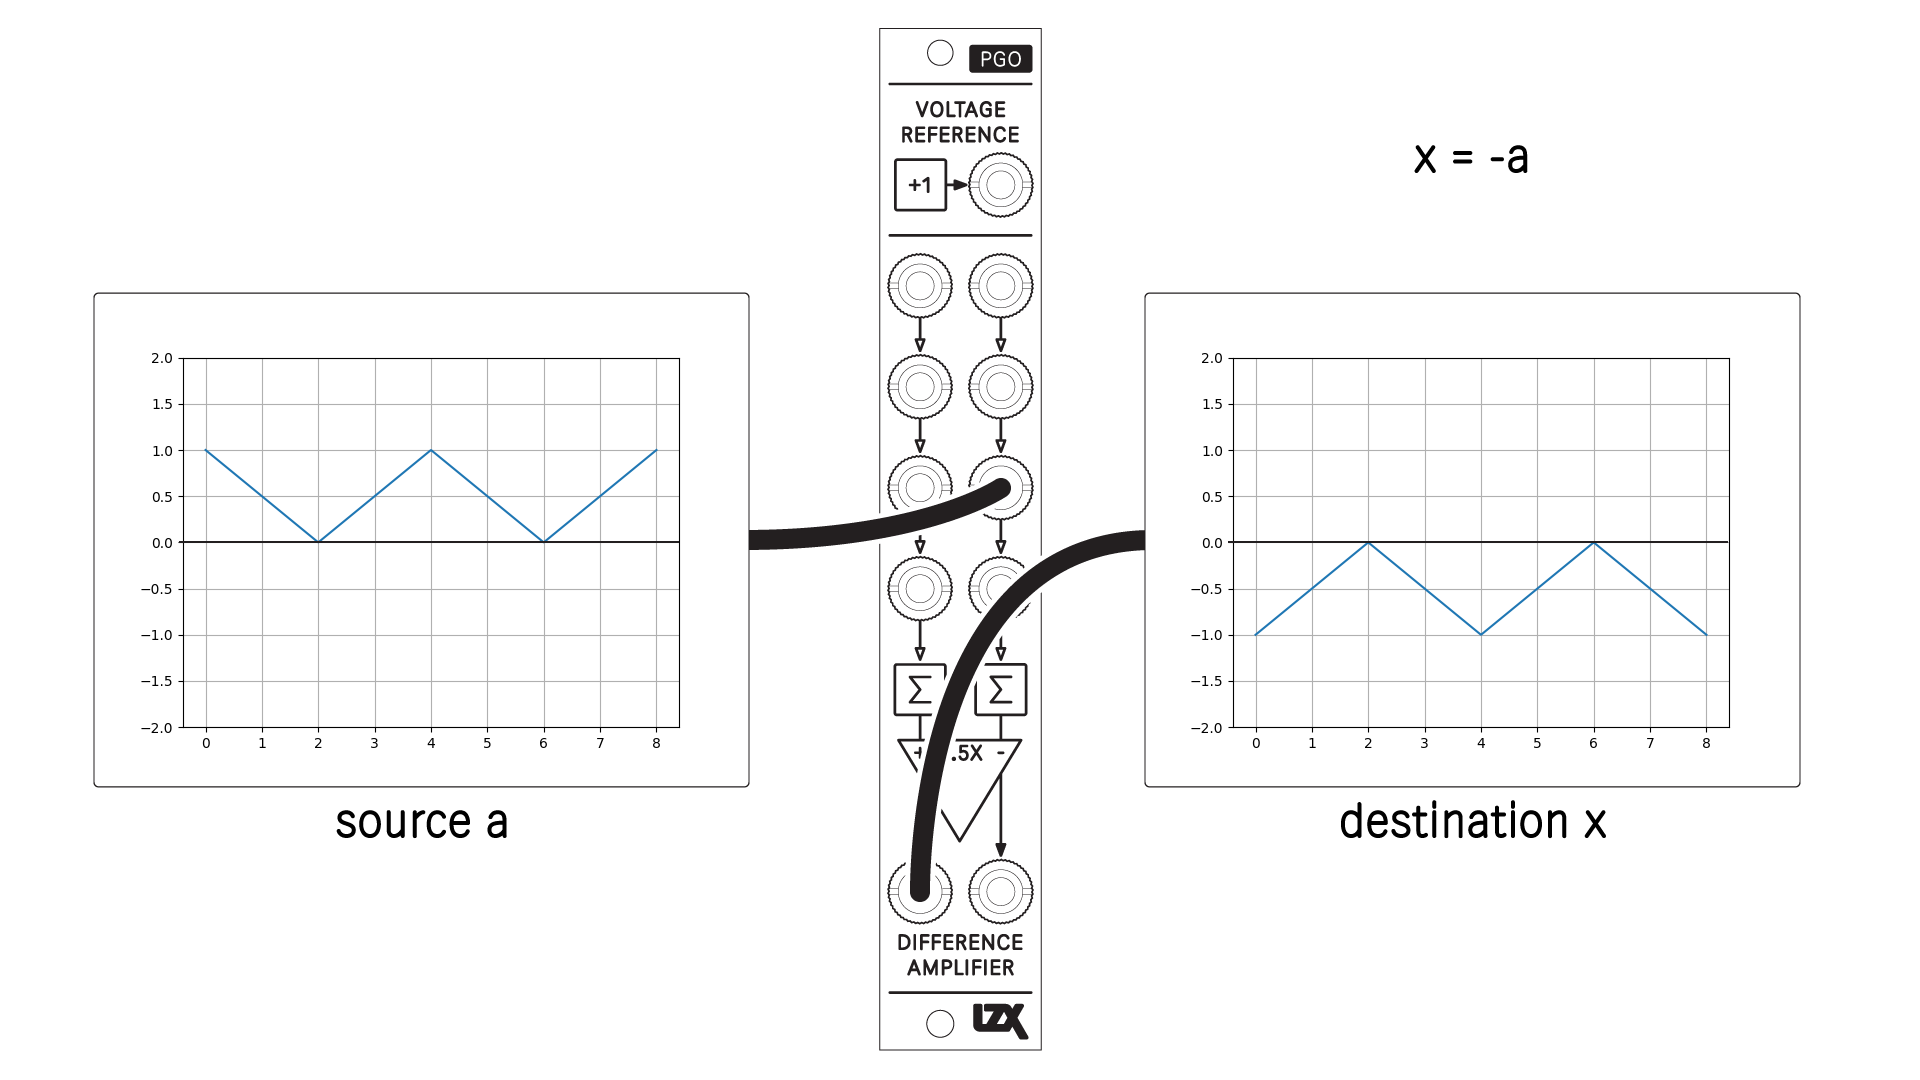 PGO
VOLTAGE
REFERENCE
+1
x = -a
2.0
1.5
1.0
0.5
0.0
−0.5
−1.0
−1.5
−2.0
0 1 2 3 4 5 6 7 8
source a
Σ Σ
.5X -
DIFFERENCE
AMPLIFIER
LZX
2.0
1.5
1.0
0.5
0.0
−0.5
−1.0
−1.5
−2.0
0 1 2 3 4 5 6 7 8
destination x